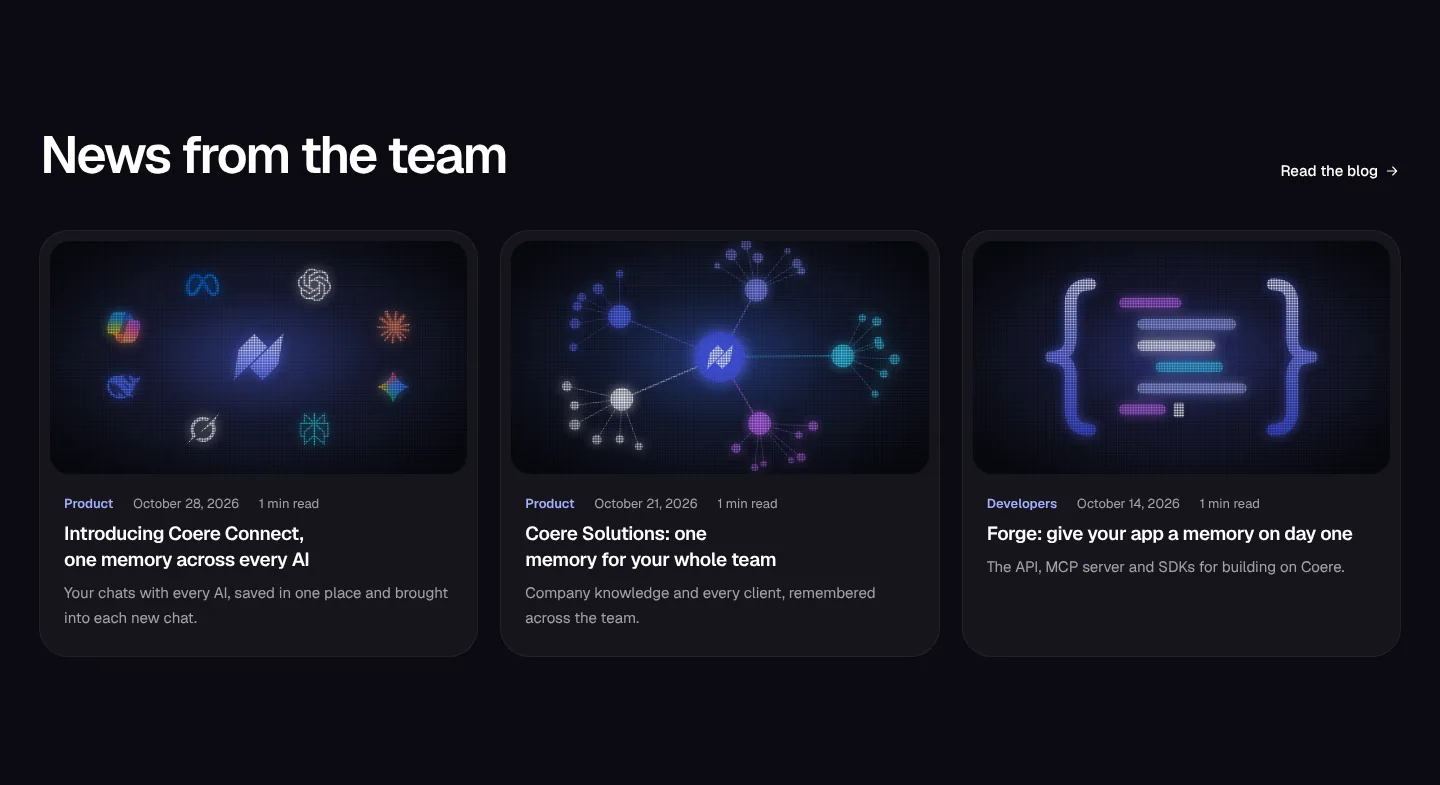 News from the team
Read the blog →
Product October 28, 2026 1 min read
Introducing Coere Connect,
one memory across every AI
Your chats with every AI, saved in one place and brought
into each new chat.
Product October 21, 2026 1 min read
Coere Solutions: one
memory for your whole team
Company knowledge and every client, remembered
across the team.
Developers October 14, 2026 1 min read
Forge: give your app a memory on day one
The API, MCP server and SDKs for building on Coere.